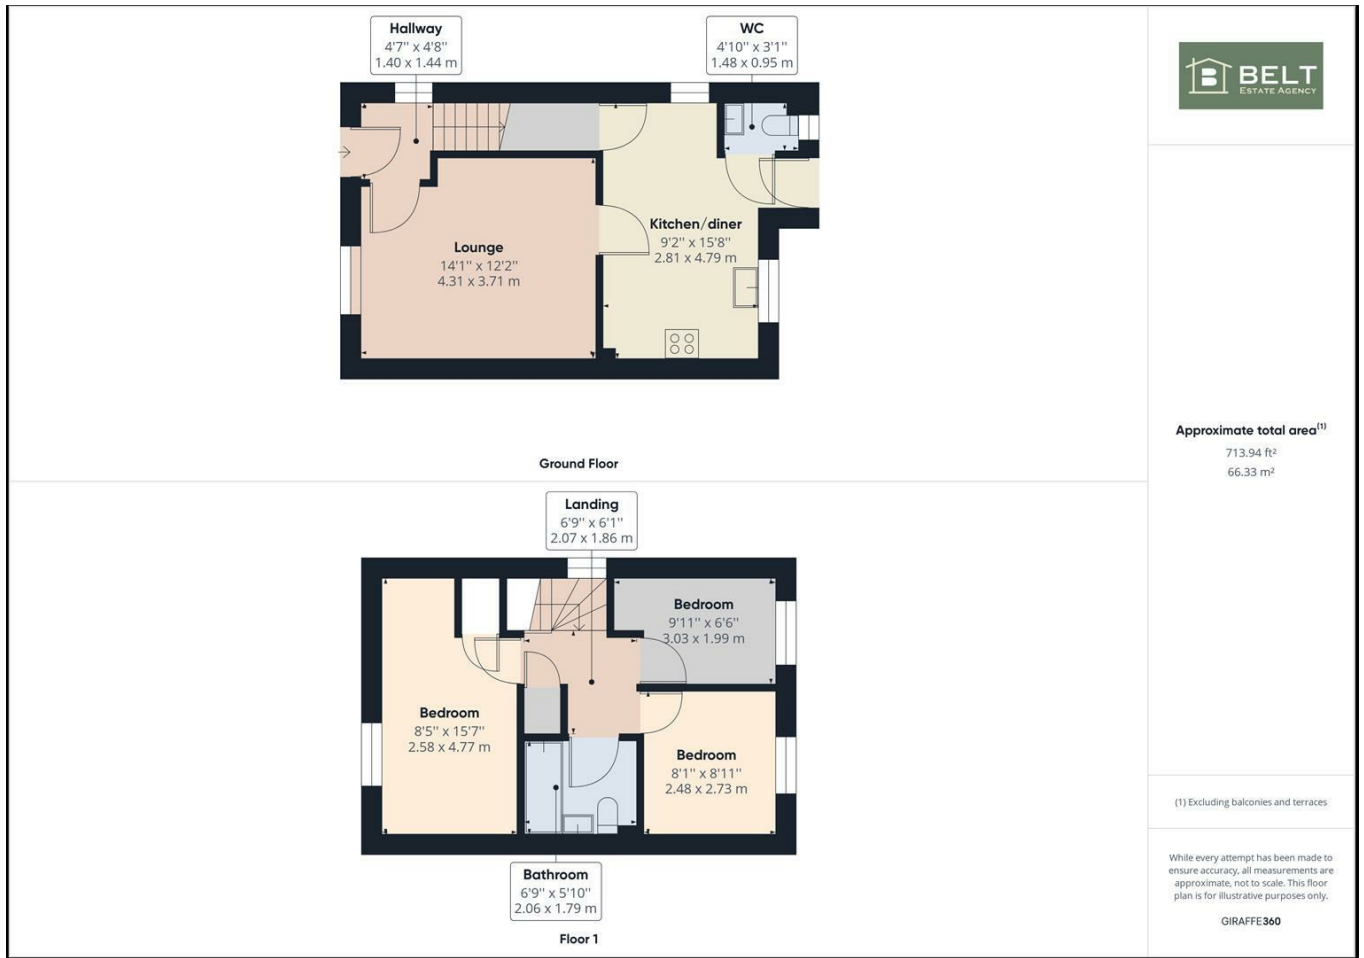 Hallway
4'7'' x 4'8''
1.40 x 1.44 m
WC
4'10'' x 3'1''
1.48 x 0.95 m
Kitchen/diner
9'2'' x 15'8''
2.81 x 4.79 m
Lounge
14'1'' x 12'2''
4.31 x 3.71 m
Ground Floor
Landing
6'9'' x 6'1''
2.07 x 1.86 m
Bedroom
9'11'' x 6'6''
3.03 x 1.99 m
Bedroom
8'5'' x 15'7''
2.58 x 4.77 m
Bedroom
8'1'' x 8'11''
2.48 x 2.73 m
Bathroom
6'9'' x 5'10''
2.06 x 1.79 m
Floor 1
B BELT
ESTATE AGENCY
Approximate total area⁽¹⁾
713.94 ft²
66.33 m²
(1) Excluding balconies and terraces
While every attempt has been made to
ensure accuracy, all measurements are
approximate, not to scale. This floor
plan is for illustrative purposes only.
GIRAFFE360